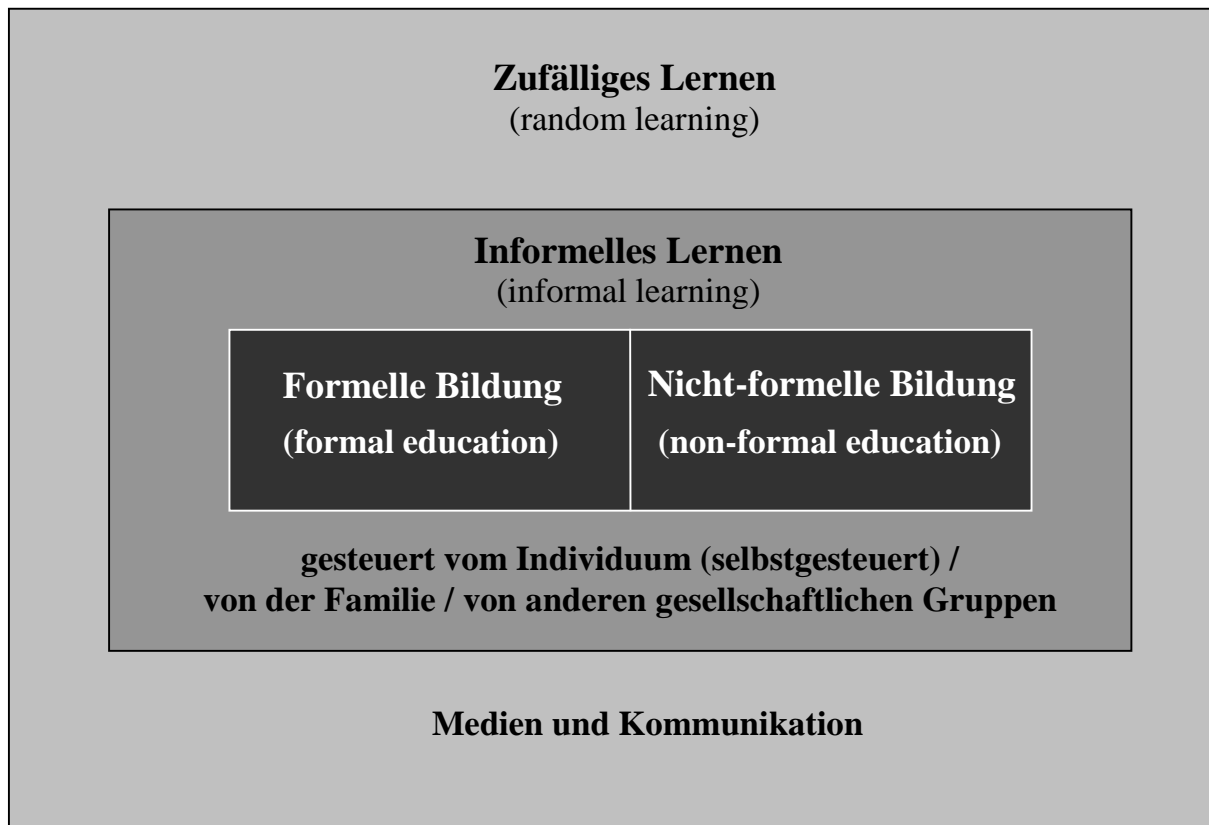 Zufälliges Lernen
(random learning)
Informelles Lernen
(informal learning)
Formelle Bildung
(formal education)
Nicht-formelle Bildung
(non-formal education)
gesteuert vom Individuum (selbstgesteuert) /
von der Familie / von anderen gesellschaftlichen Gruppen
Medien und Kommunikation